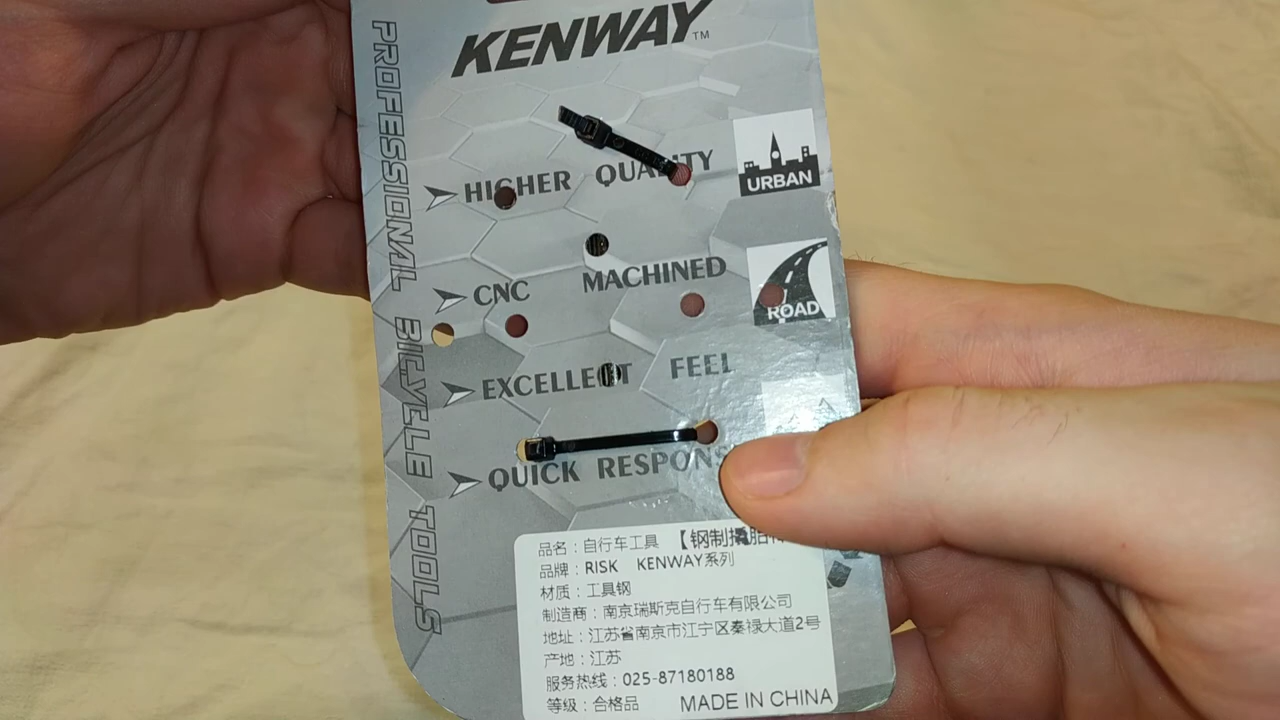 KENWAY™
PROFESSIONAL BICYELE TOOLS
HIGHER QUALITY
URBAN
CNC MACHINED
ROAD
EXCELLENT FEEL
QUICK RESPONS
品名：自行车工具 【钢制撬胎
品牌：RISK KENWAY系列
材质：工具钢
制造商：南京瑞斯克自行车有限公司
地址：江苏省南京市江宁区秦禄大道2号
产地：江苏
服务热线：025-87180188
等级：合格品 MADE IN CHINA